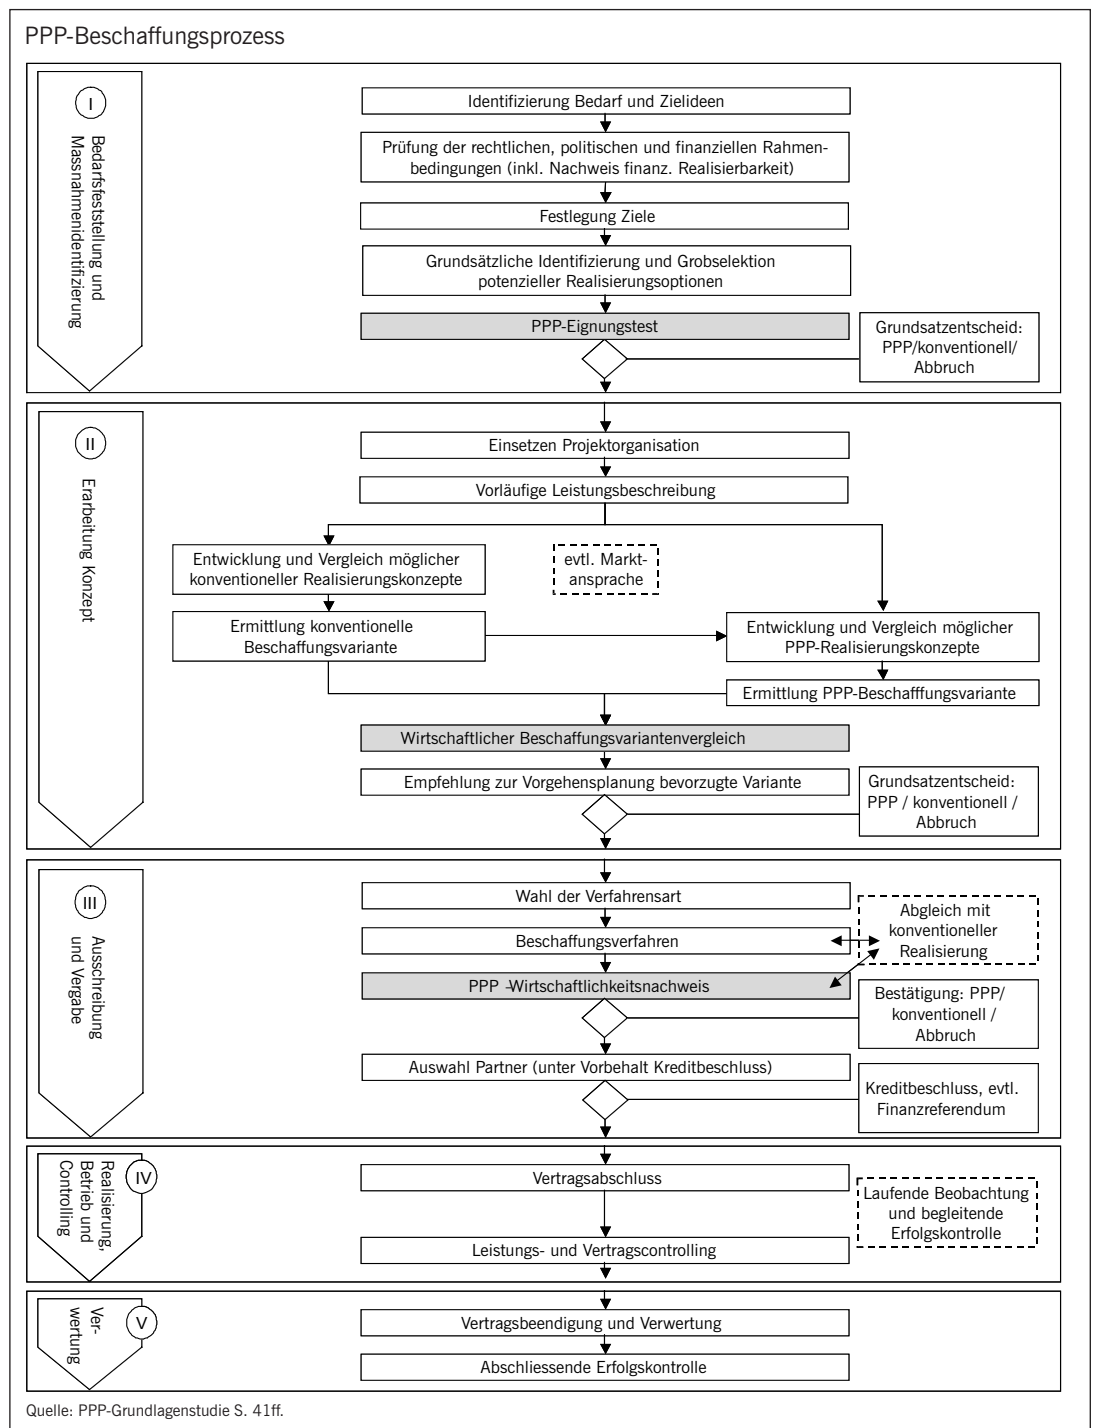 PPP-Beschaffungsprozess
I
Bedarfsfeststellung und
Massnahmenidentifizierung
Identifizierung Bedarf und Zielideen
Prüfung der rechtlichen, politischen und finanziellen Rahmen-
bedingungen (inkl. Nachweis finanz. Realisierbarkeit)
Festlegung Ziele
Grundsätzliche Identifizierung und Grobselektion
potenzieller Realisierungsoptionen
PPP-Eignungstest
Grundsatzentscheid:
PPP/konventionell/
Abbruch
II
Erarbeitung Konzept
Einsetzen Projektorganisation
Vorläufige Leistungsbeschreibung
Entwicklung und Vergleich möglicher
konventioneller Realisierungskonzepte
evtl. Markt-
ansprache
Ermittlung konventionelle
Beschaffungsvariante
Entwicklung und Vergleich möglicher
PPP-Realisierungskonzepte
Ermittlung PPP-Beschafffungsvariante
Wirtschaftlicher Beschaffungsvariantenvergleich
Empfehlung zur Vorgehensplanung bevorzugte Variante
Grundsatzentscheid:
PPP / konventionell /
Abbruch
III
Ausschreibung
und Vergabe
Wahl der Verfahrensart
Beschaffungsverfahren
Abgleich mit
konventioneller
Realisierung
PPP -Wirtschaftlichkeitsnachweis
Bestätigung: PPP/
konventionell /
Abbruch
Auswahl Partner (unter Vorbehalt Kreditbeschluss)
Kreditbeschluss, evtl.
Finanzreferendum
IV
Realisierung,
Betrieb und
Controlling
Vertragsabschluss
Laufende Beobachtung
und begleitende
Erfolgskontrolle
Leistungs- und Vertragscontrolling
V
Ver-
wertung
Vertragsbeendigung und Verwertung
Abschliessende Erfolgskontrolle
Quelle: PPP-Grundlagenstudie S. 41ff.